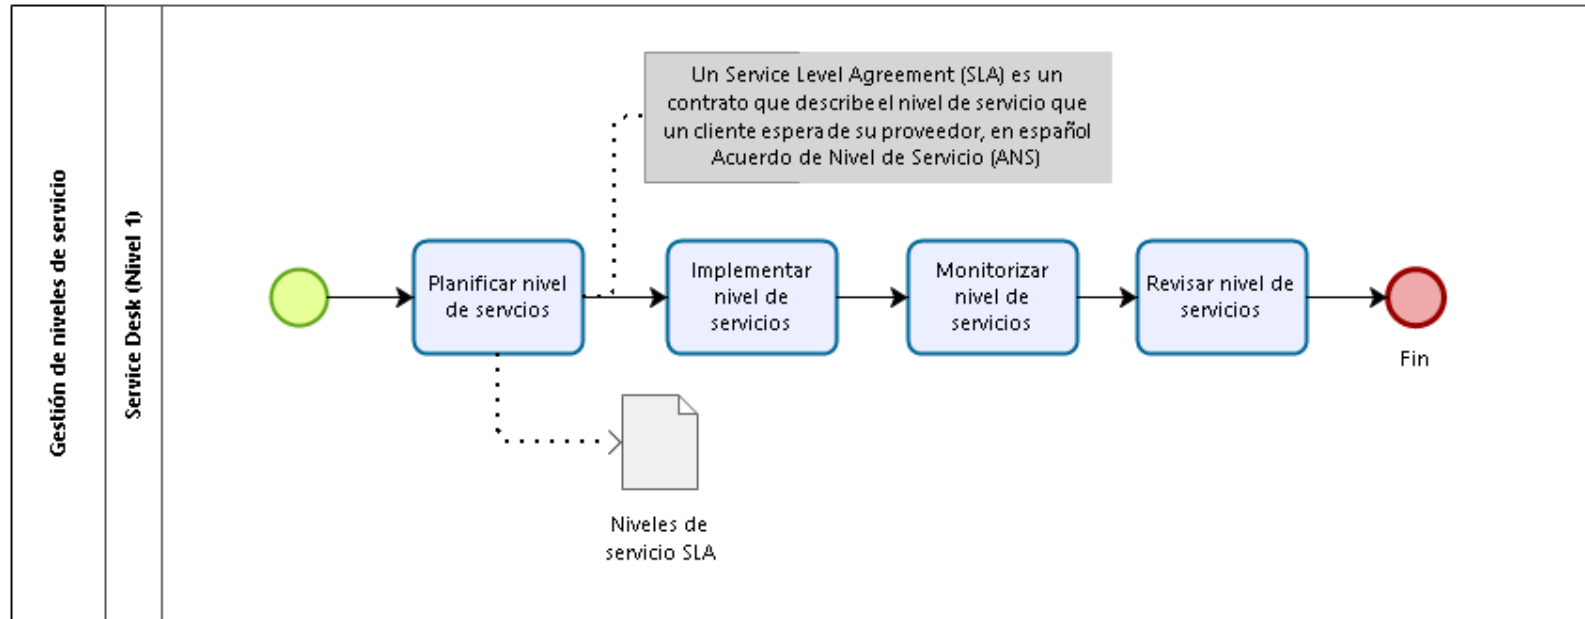 Gestión de niveles de servicio
Service Desk (Nivel 1)
Un Service Level Agreement (SLA) es un
contrato que describe el nivel de servicio que
un cliente espera de su proveedor, en español
Acuerdo de Nivel de Servicio (ANS)
Planificar nivel
de servcios
Implementar
nivel de
servicios
Monitorizar
nivel de
servicios
Revisar nivel de
servicios
Fin
Niveles de
servicio SLA